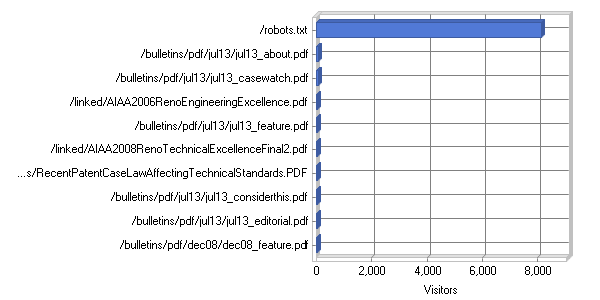 /robots.txt
/bulletins/pdf/jul13/jul13_about.pdf
/bulletins/pdf/jul13/jul13_casewatch.pdf
/linked/AIAA2006RenoEngineeringExcellence.pdf
/bulletins/pdf/jul13/jul13_feature.pdf
/linked/AIAA2008RenoTechnicalExcellenceFinal2.pdf
...s/RecentPatentCaseLawAffectingTechnicalStandards.PDF
/bulletins/pdf/jul13/jul13_considerthis.pdf
/bulletins/pdf/jul13/jul13_editorial.pdf
/bulletins/pdf/dec08/dec08_feature.pdf
0 2,000 4,000 6,000 8,000
Visitors